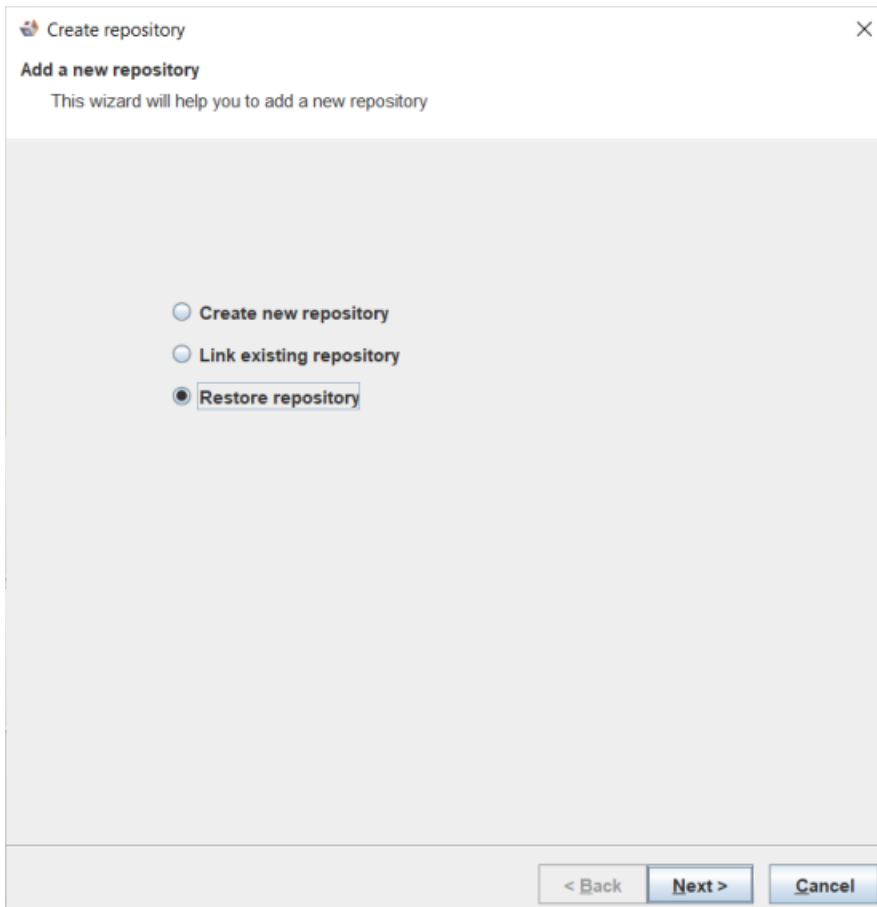 Create repository
Add a new repository
This wizard will help you to add a new repository
Create new repository
Link existing repository
Restore repository
< Back Next > Cancel